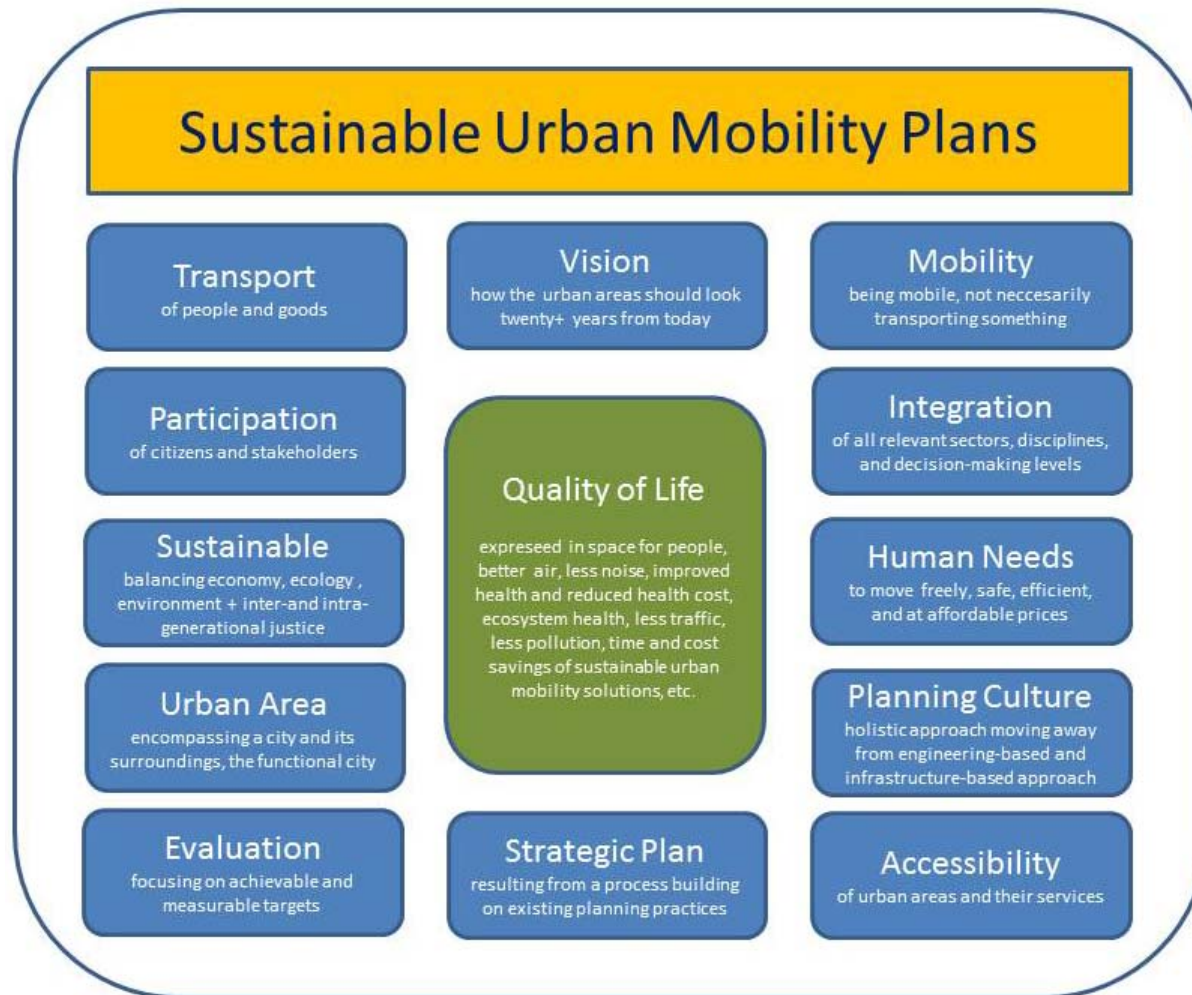 Sustainable Urban Mobility Plans
Transport
of people and goods
Vision
how the urban areas should look
twenty+ years from today
Mobility
being mobile, not neccesarily
transporting something
Participation
of citizens and stakeholders
Integration
of all relevant sectors, disciplines,
and decision-making levels
Quality of Life
expreseed in space for people,
better air, less noise, improved
health and reduced health cost,
ecosystem health, less traffic,
less pollution, time and cost
savings of sustainable urban
mobility solutions, etc.
Sustainable
balancing economy, ecology ,
environment + inter-and intra-
generational justice
Human Needs
to move freely, safe, efficient,
and at affordable prices
Urban Area
encompassing a city and its
surroundings, the functional city
Planning Culture
holistic approach moving away
from engineering-based and
infrastructure-based approach
Evaluation
focusing on achievable and
measurable targets
Strategic Plan
resulting from a process building
on existing planning practices
Accessibility
of urban areas and their services